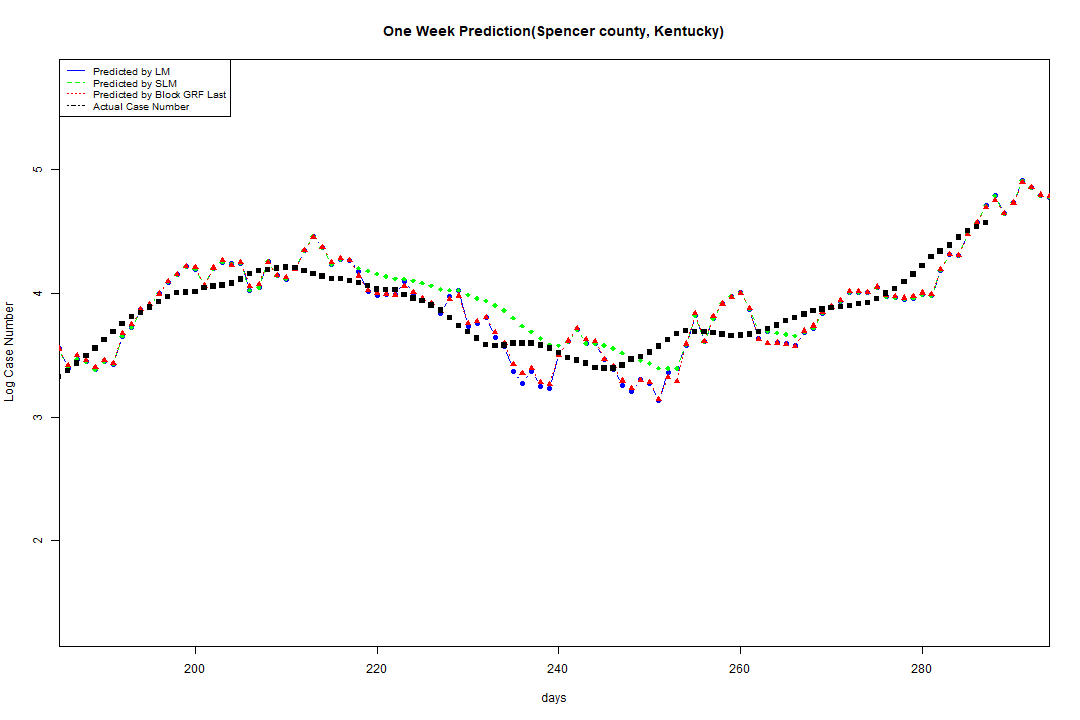 One Week Prediction(Spencer county, Kentucky)
Predicted by LM
Predicted by SLM
Predicted by Block GRF Last
Actual Case Number
5
4
3
2
Log Case Number
200 220 240 260 280
days